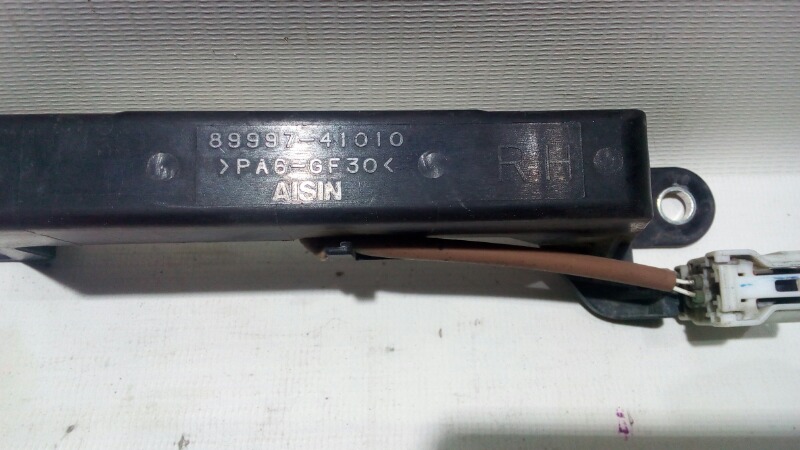 89997-41010
>PA6-GF30<
AISIN
RH